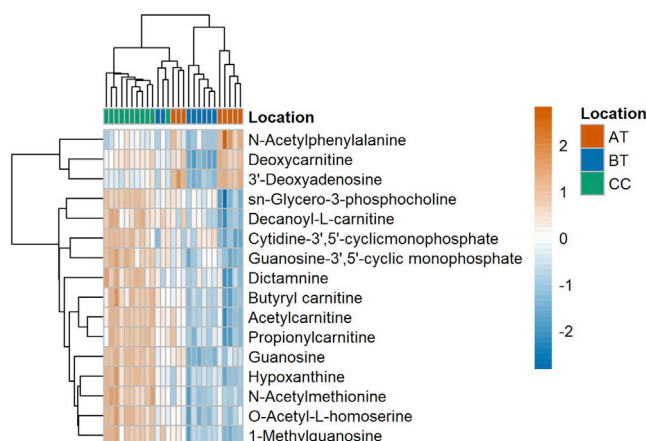 Location
N-Acetylphenylalanine
Deoxycarnitine
3'-Deoxyadenosine
sn-Glycero-3-phosphocholine
Decanoyl-L-carnitine
Cytidine-3',5'-cyclicmonophosphate
Guanosine-3',5'-cyclic monophosphate
Dictamnine
Butyryl carnitine
Acetylcarnitine
Propionylcarnitine
Guanosine
Hypoxanthine
N-Acetylmethionine
O-Acetyl-L-homoserine
1-Methylguanosine
2
1
0
-1
-2
Location
AT
BT
CC